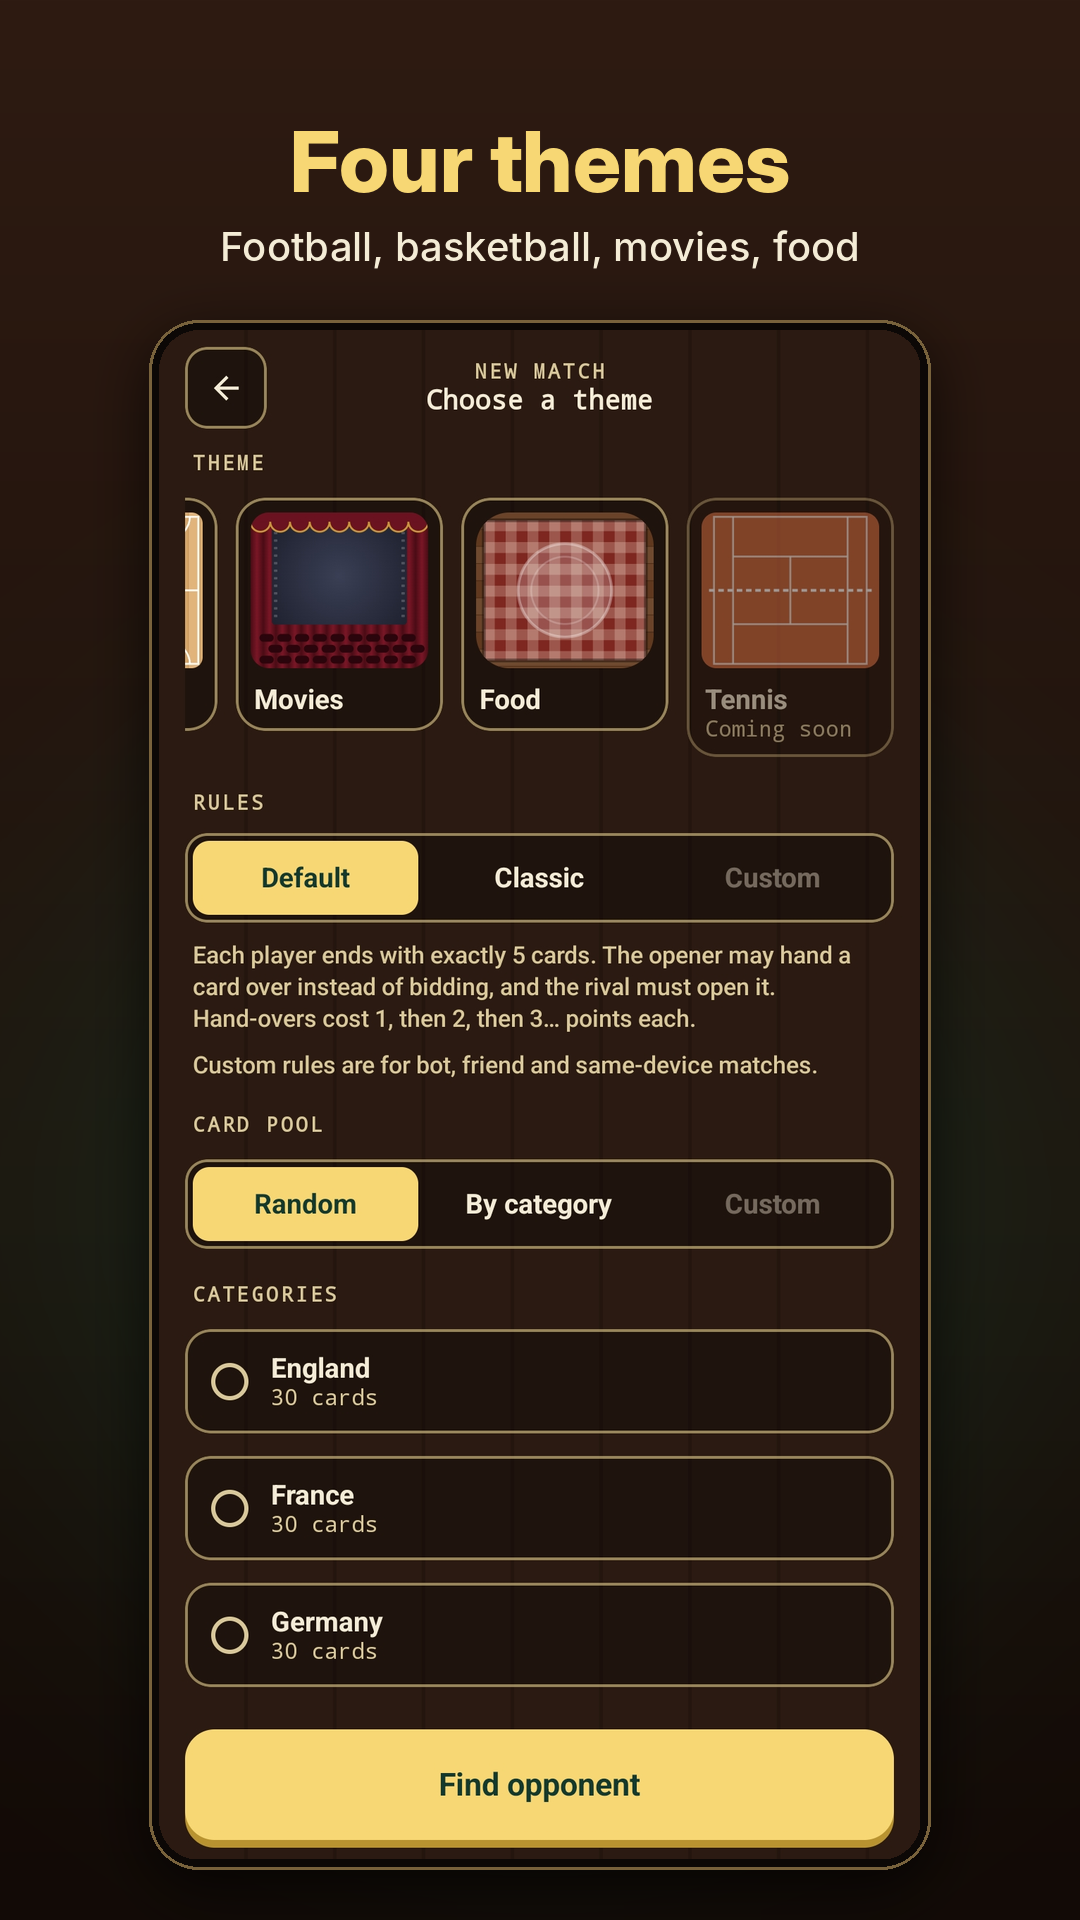 Four themes
Football, basketball, movies, food
NEW MATCH
Choose a theme
THEME
Movies
Food
Tennis
Coming soon
RULES
Default
Classic
Custom
Each player ends with exactly 5 cards. The opener may hand a
card over instead of bidding, and the rival must open it.
Hand-overs cost 1, then 2, then 3… points each.
Custom rules are for bot, friend and same-device matches.
CARD POOL
Random
By category
Custom
CATEGORIES
England
30 cards
France
30 cards
Germany
30 cards
Find opponent